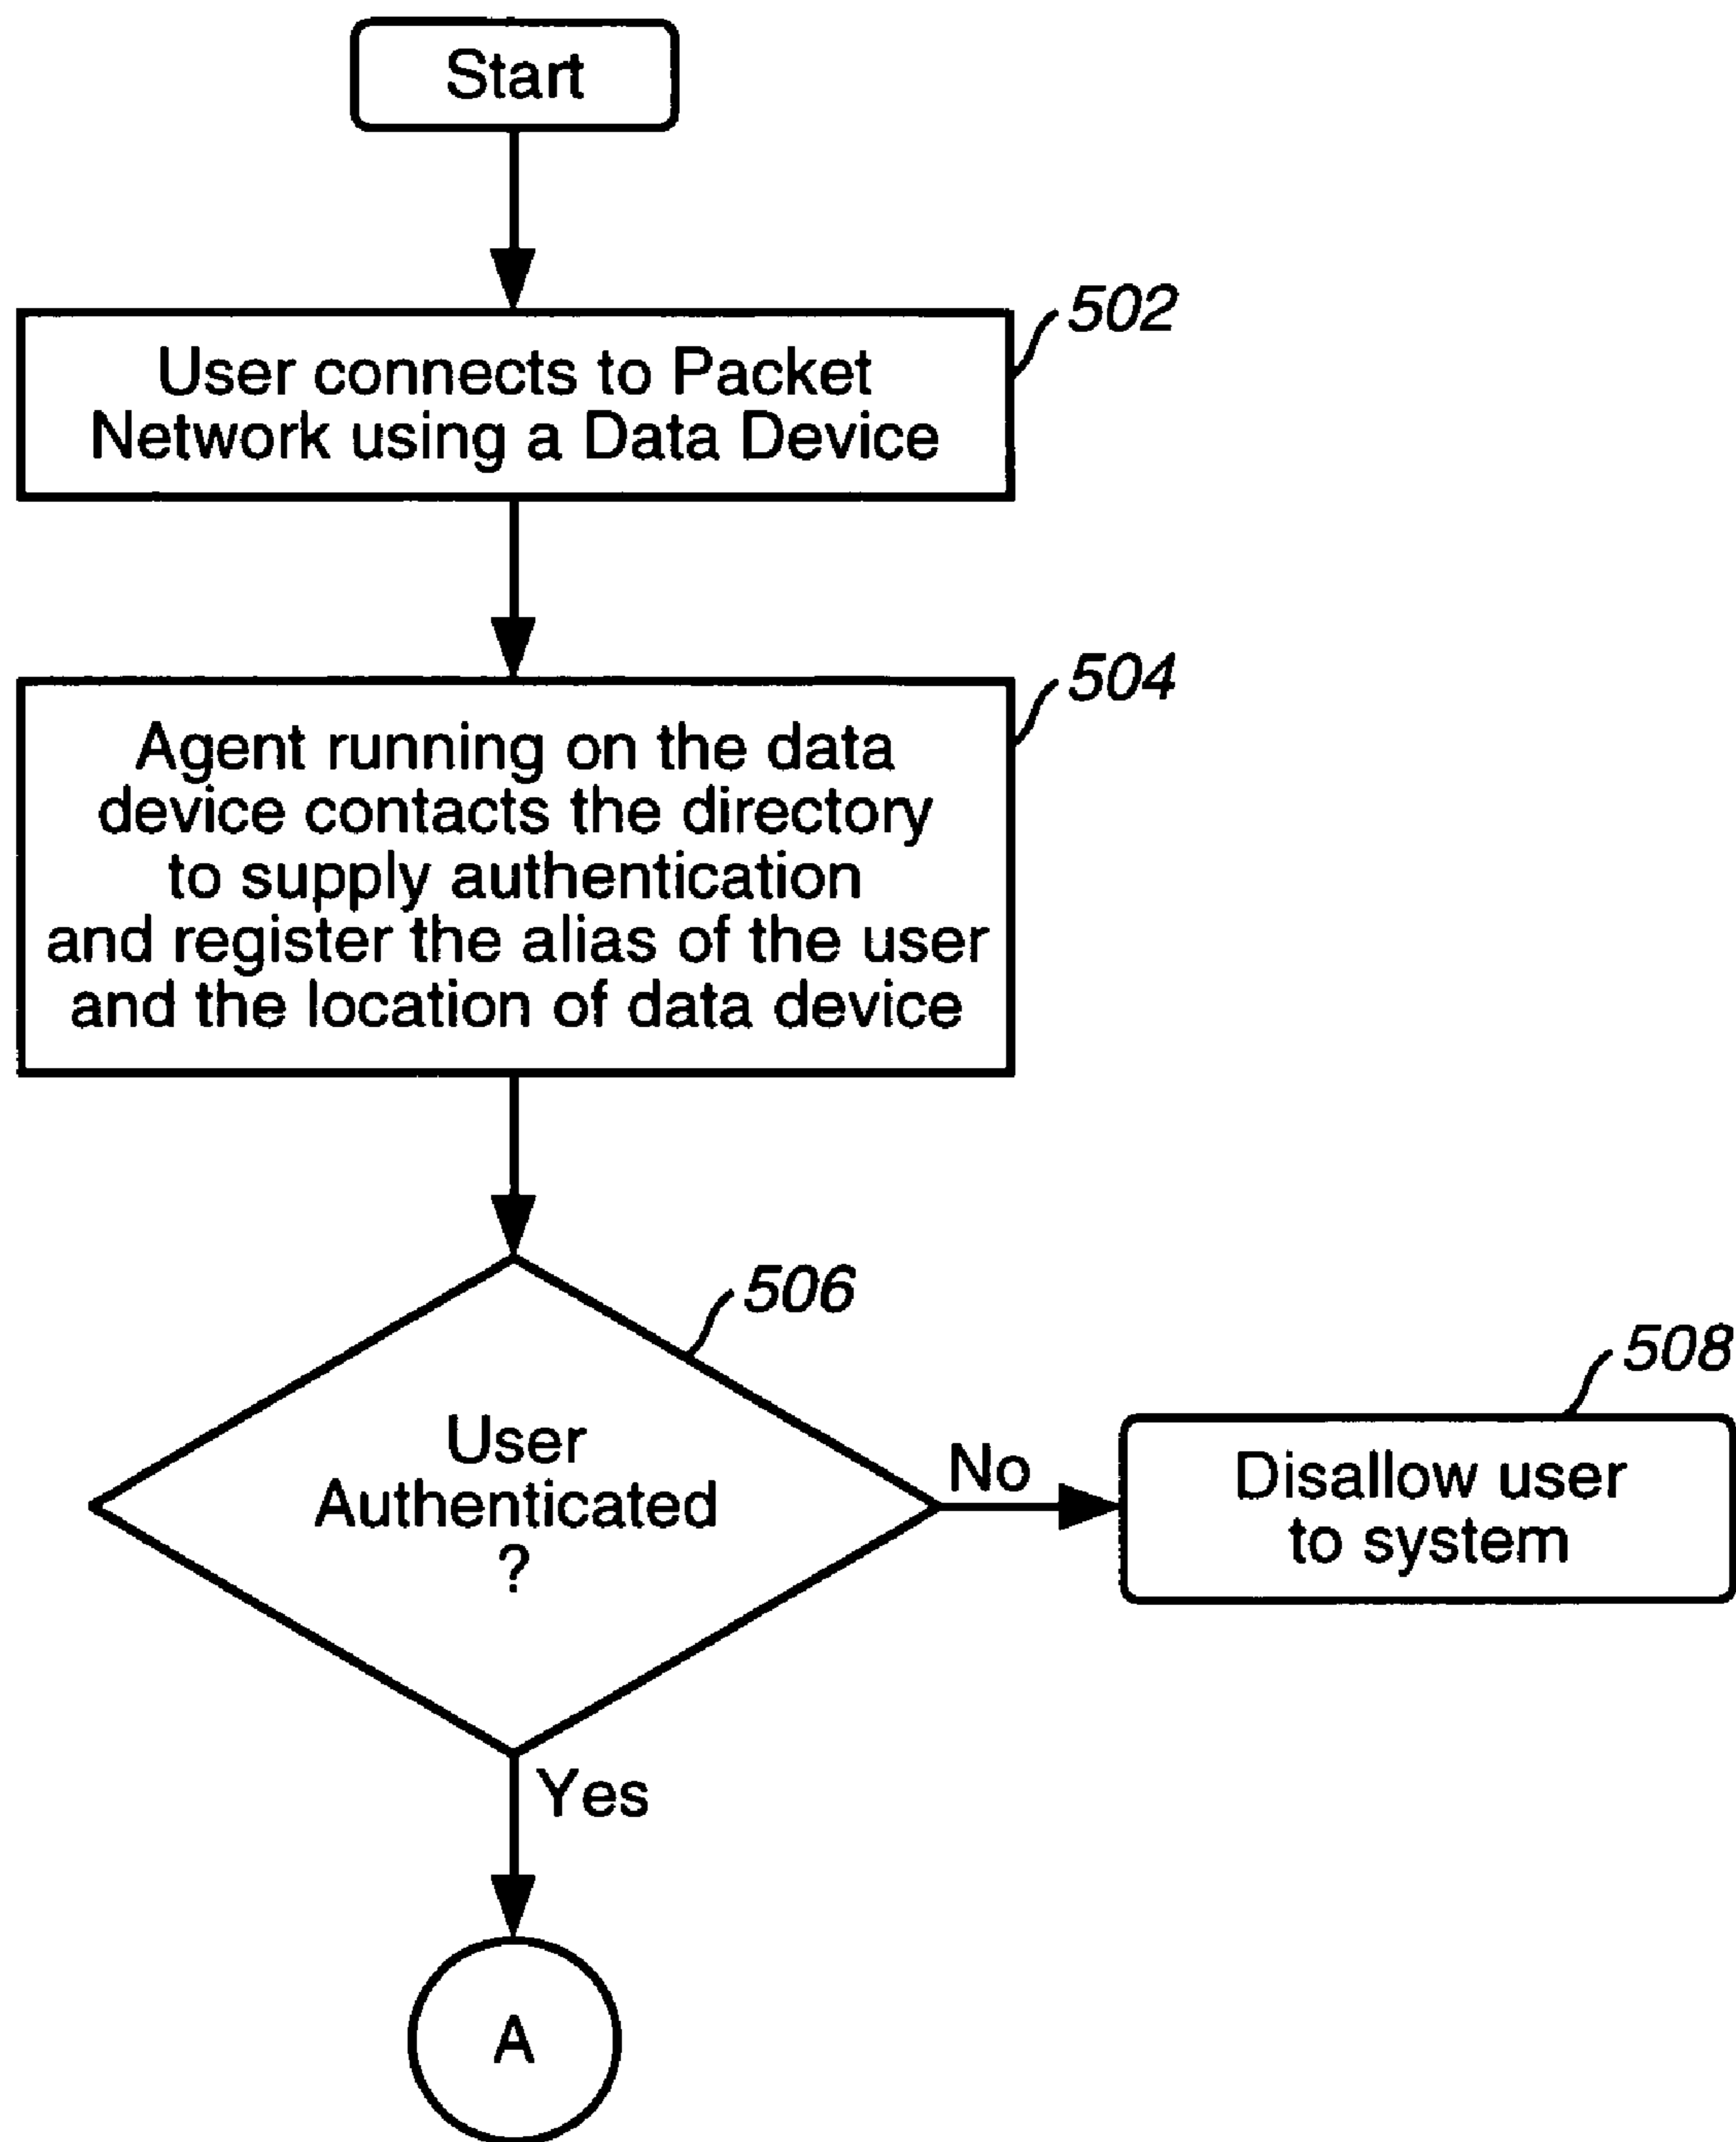 Start
502
User connects to Packet
Network using a Data Device
504
Agent running on the data
device contacts the directory
to supply authentication
and register the alias of the user
and the location of data device
506
User
Authenticated
?
No
508
Disallow user
to system
Yes
A